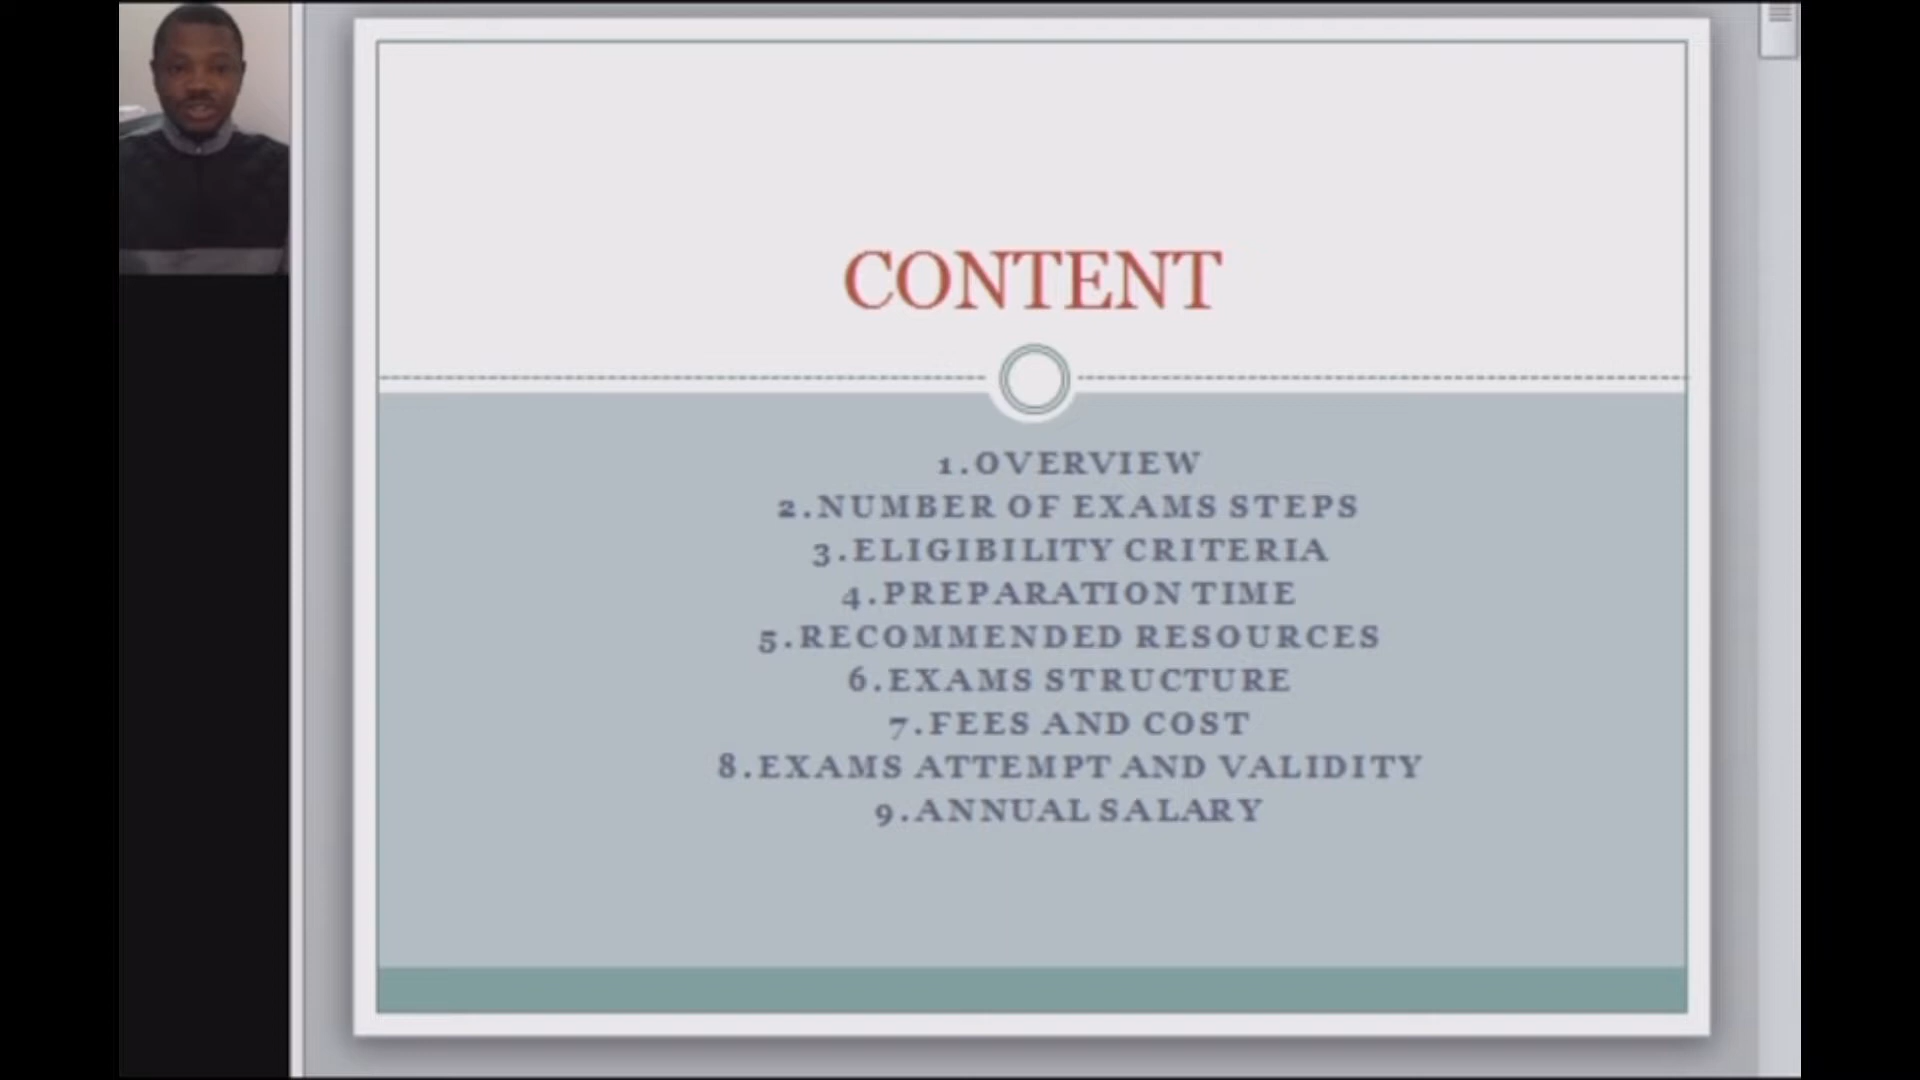 CONTENT
1.OVERVIEW
2.NUMBER OF EXAMS STEPS
3.ELIGIBILITY CRITERIA
4.PREPARATION TIME
5.RECOMMENDED RESOURCES
6.EXAMS STRUCTURE
7.FEES AND COST
8.EXAMS ATTEMPT AND VALIDITY
9.ANNUAL SALARY